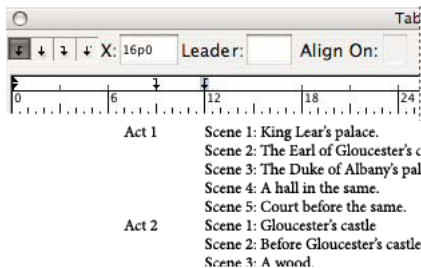 Tab
X: 16p0 Leader: Align On:
0 6 12 18 24
Act 1 Scene 1: King Lear's palace.
Scene 2: The Earl of Gloucester's c
Scene 3: The Duke of Albany's pal
Scene 4: A hall in the same.
Scene 5: Court before the same.
Act 2 Scene 1: Gloucester's castle
Scene 2: Before Gloucester's castle
Scene 3: A wood.